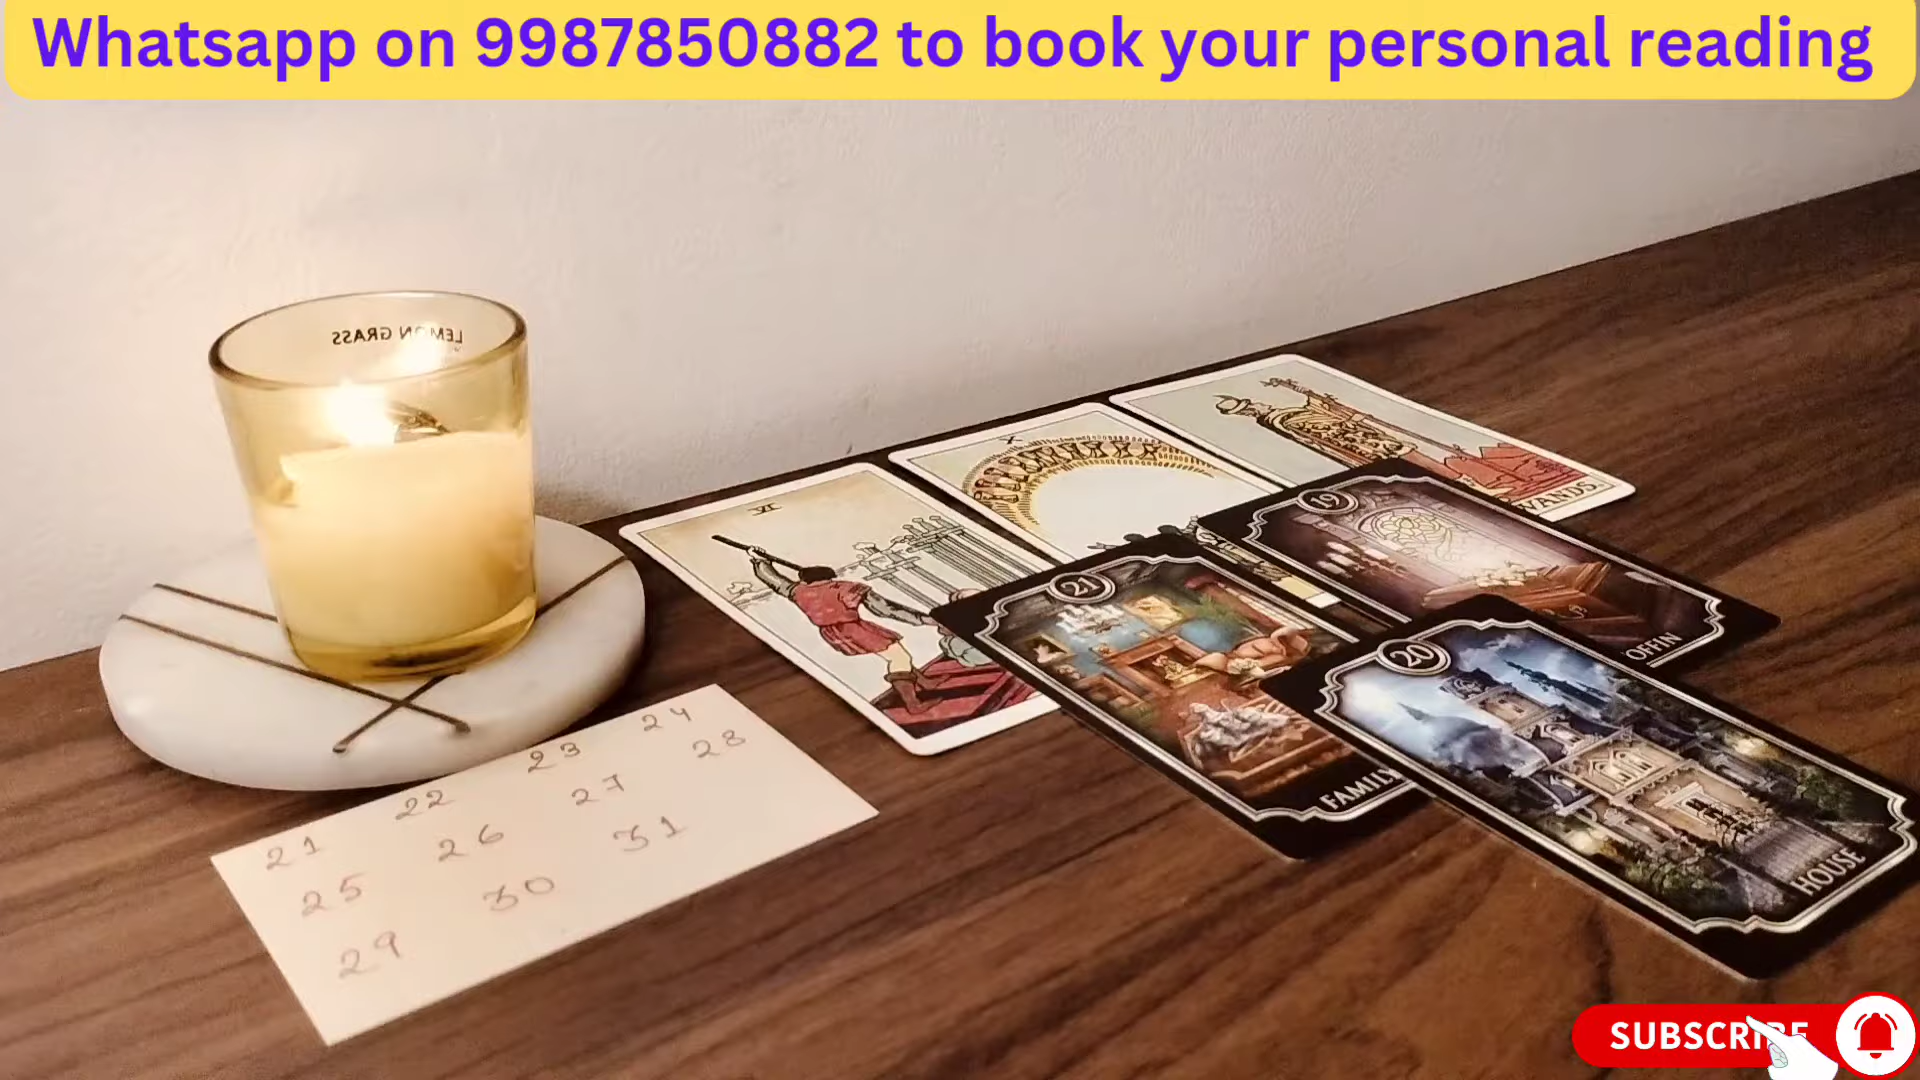 Whatsapp on 9987850882 to book your personal reading
LEMON GRASS
X
WANDS.
19
21
OFFIN
20
FAMILY
HOUSE
21 22 23 24
25 26 27 28
29 30 31
SUBSCRIBE